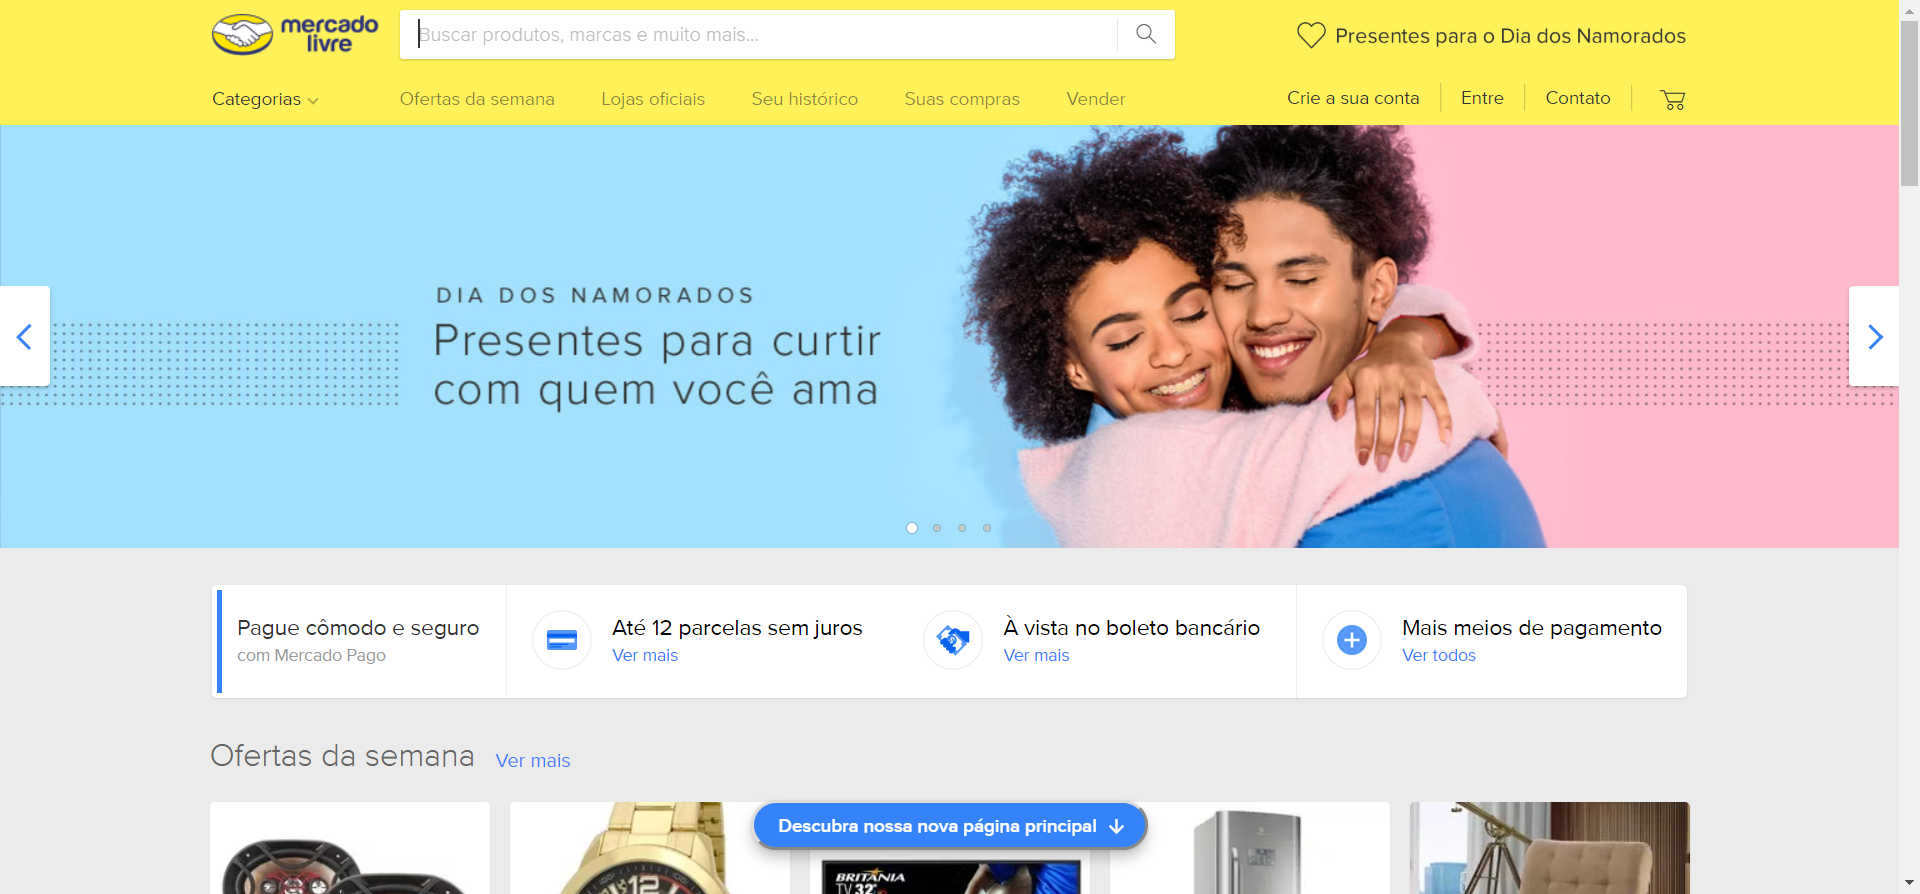 mercado
livre
Buscar produtos, marcas e muito mais...
Presentes para o Dia dos Namorados
Categorias
Ofertas da semana
Lojas oficiais
Seu histórico
Suas compras
Vender
Crie a sua conta
Entre
Contato
DIA DOS NAMORADOS
Presentes para curtir
com quem você ama
Pague cômodo e seguro
com Mercado Pago
Até 12 parcelas sem juros
Ver mais
À vista no boleto bancário
Ver mais
Mais meios de pagamento
Ver todos
Ofertas da semana
Ver mais
Descubra nossa nova página principal
BRITANIA
TV 32"